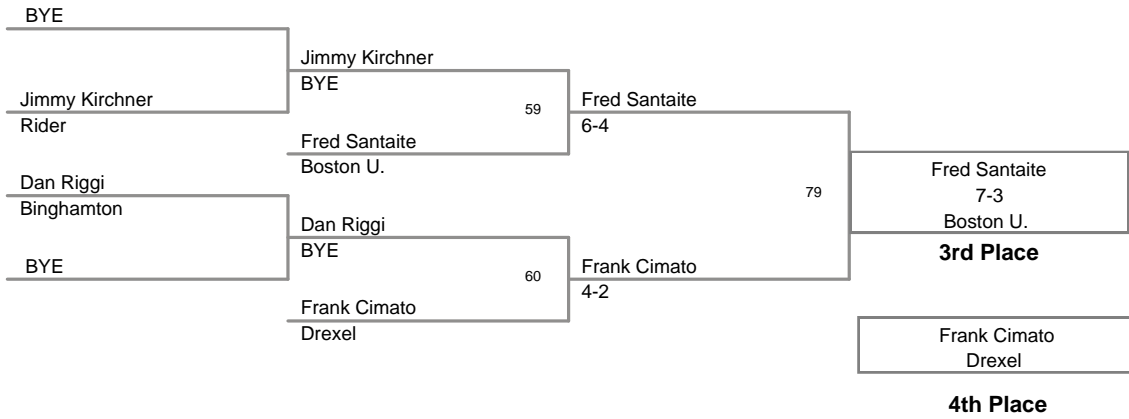 BYE
Jimmy Kirchner
BYE
Jimmy Kirchner
Rider
59
Fred Santaite
6-4
Fred Santaite
Boston U.
Fred Santaite
7-3
Boston U.
3rd Place
Dan Riggi
Binghamton
79
Dan Riggi
BYE
BYE
60
Frank Cimato
4-2
Frank Cimato
Drexel
Frank Cimato
Drexel
4th Place